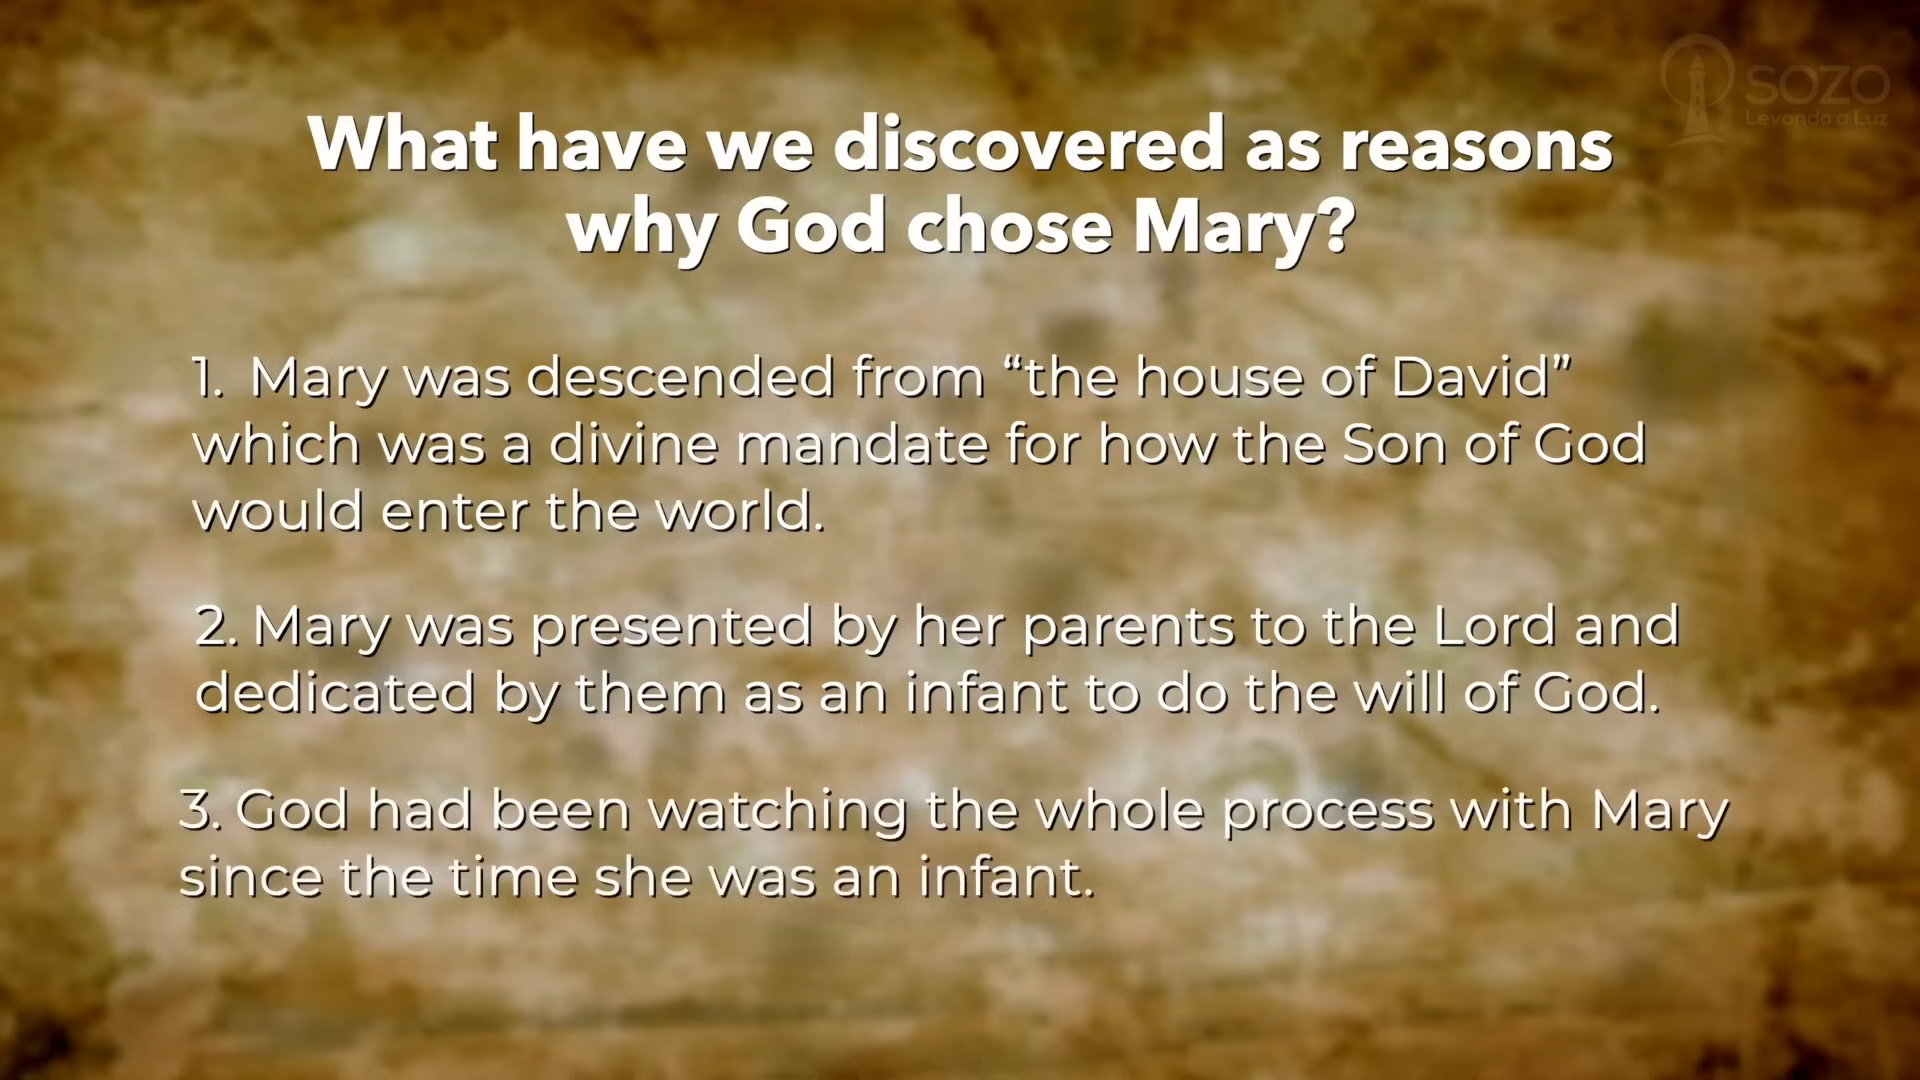 SOZO
Levando a Luz
What have we discovered as reasons
why God chose Mary?
1. Mary was descended from “the house of David”
which was a divine mandate for how the Son of God
would enter the world.
2. Mary was presented by her parents to the Lord and
dedicated by them as an infant to do the will of God.
3. God had been watching the whole process with Mary
since the time she was an infant.